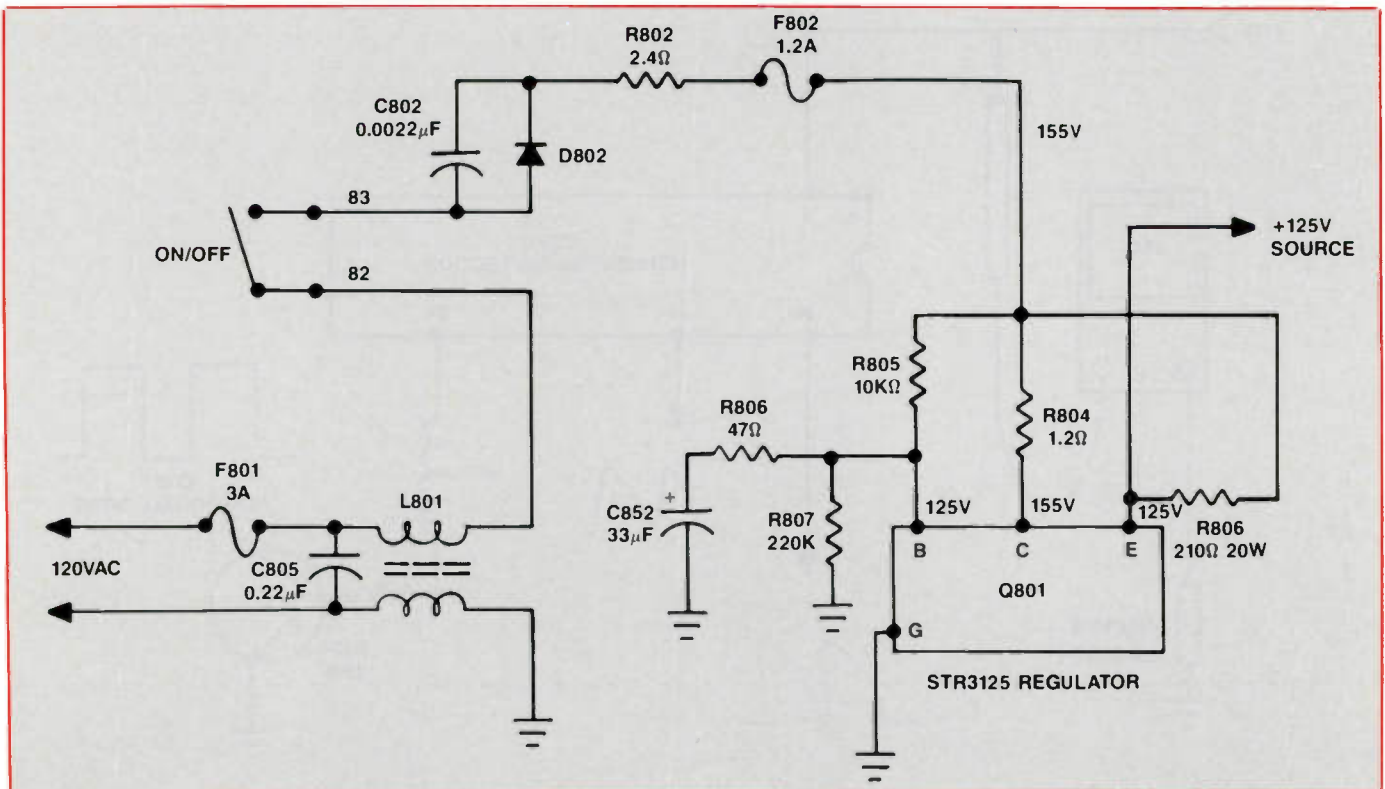 F802
1.2A
R802
2.4Ω
C802
0.0022μF
D802
155V
83
ON/OFF
82
+125V
SOURCE
R805
10KΩ
R804
1.2Ω
R806
47Ω
F801
3A
L801
C852
+
33μF
R807
220K
125V
155V
125V
R806
210Ω 20W
120VAC
C805
0.22μF
B
C
E
Q801
G
STR3125 REGULATOR